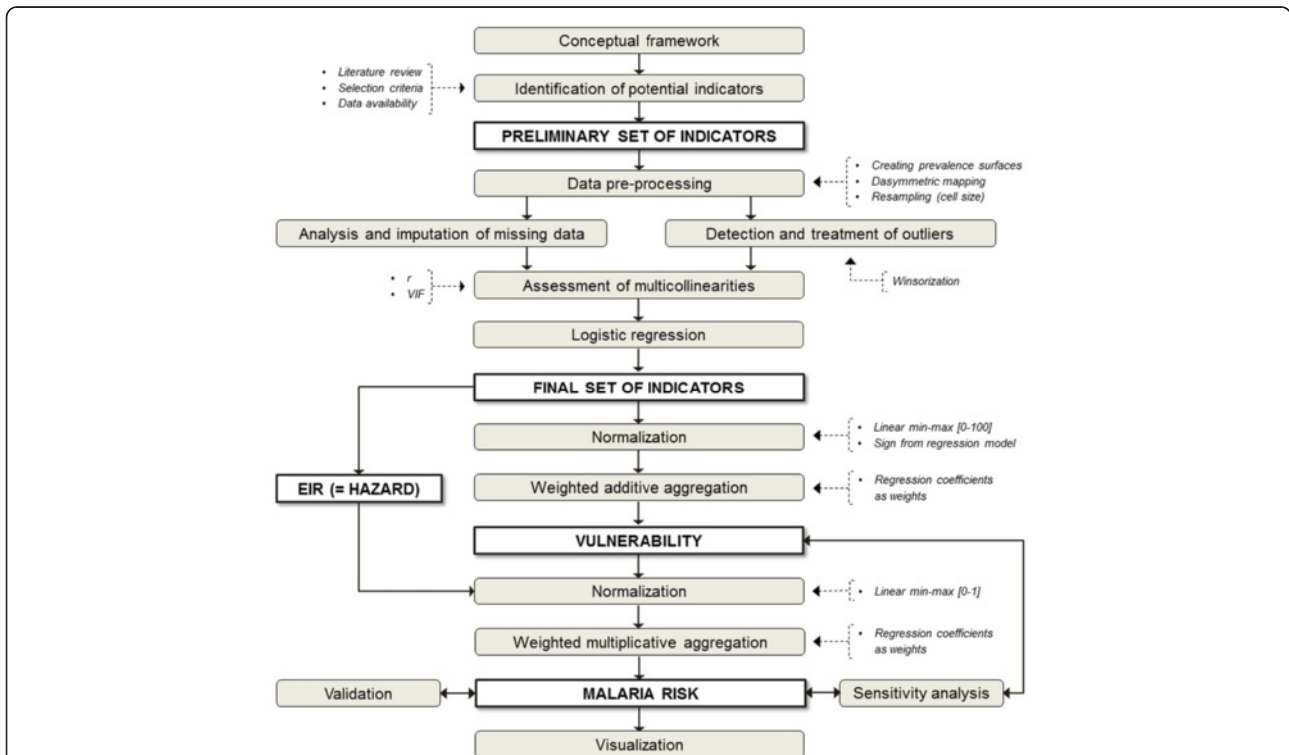 Conceptual framework
• Literature review
• Selection criteria
• Data availability
Identification of potential indicators
PRELIMINARY SET OF INDICATORS
Data pre-processing
• Creating prevalence surfaces
• Dasymmetric mapping
• Resampling (cell size)
Analysis and imputation of missing data
Detection and treatment of outliers
• r
• VIF
Assessment of multicollinearities
• Winsorization
Logistic regression
FINAL SET OF INDICATORS
Normalization
• Linear min-max [0-100]
• Sign from regression model
EIR (= HAZARD)
Weighted additive aggregation
• Regression coefficients
as weights
VULNERABILITY
Normalization
• Linear min-max [0-1]
Weighted multiplicative aggregation
• Regression coefficients
as weights
Validation
MALARIA RISK
Sensitivity analysis
Visualization